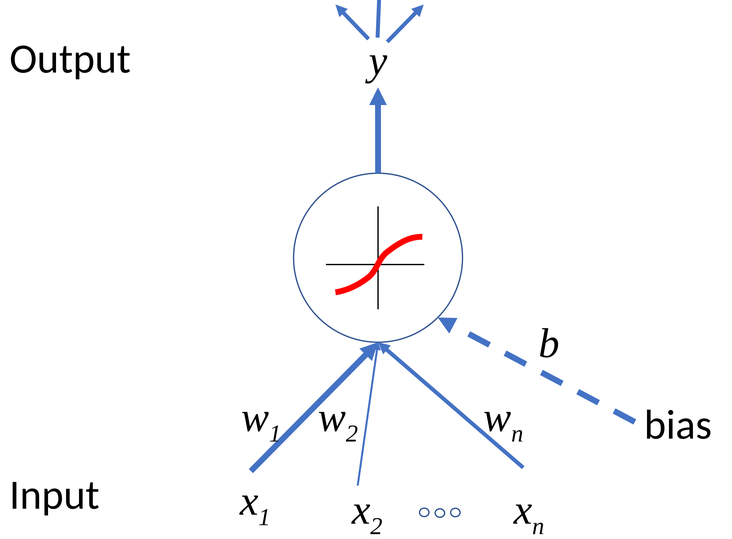 Output
y
b
w1 w2 wn
bias
Input
x1 x2 xn